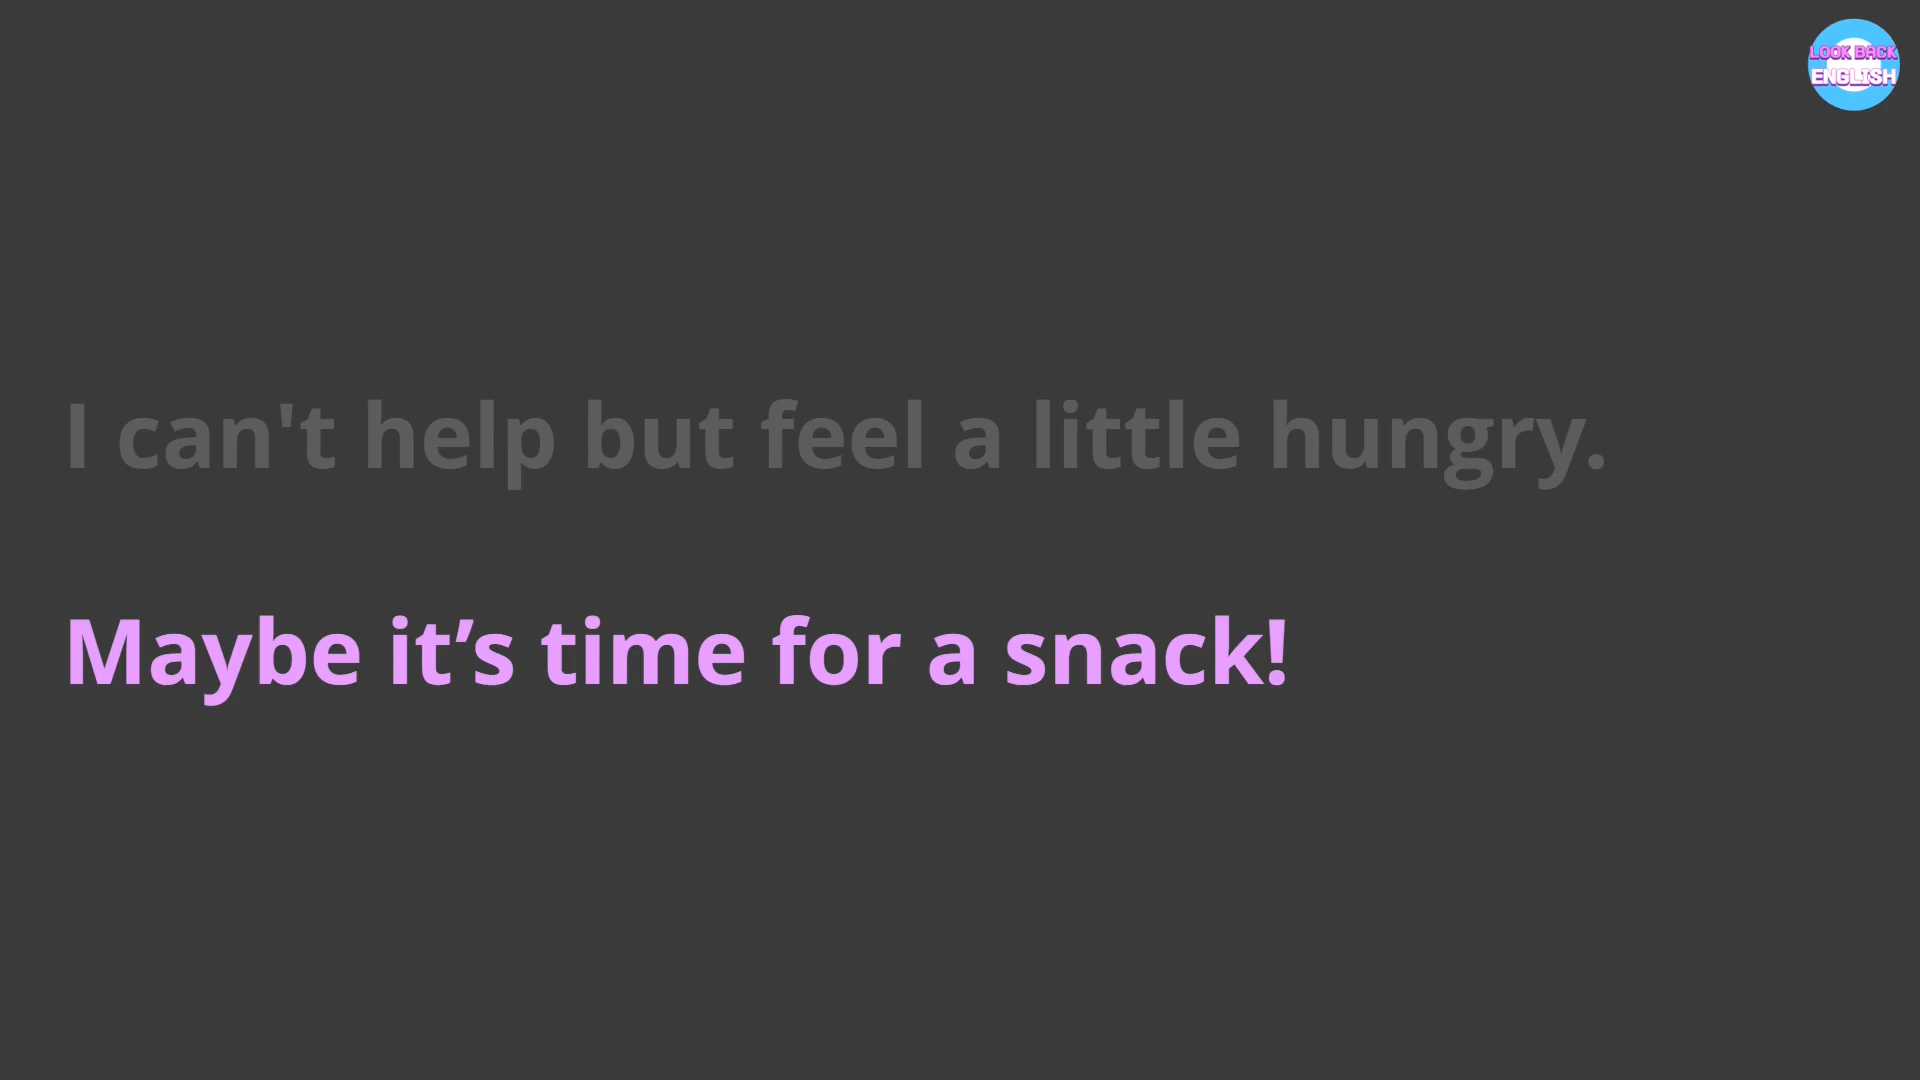 LOOK BACK
ENGLISH
I can't help but feel a little hungry.
Maybe it’s time for a snack!